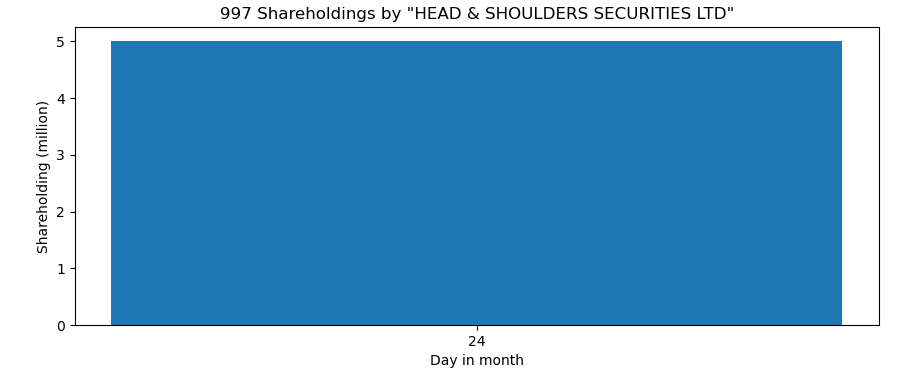 997 Shareholdings by "HEAD & SHOULDERS SECURITIES LTD"
Shareholding (million)
5
4
3
2
1
0
24
Day in month